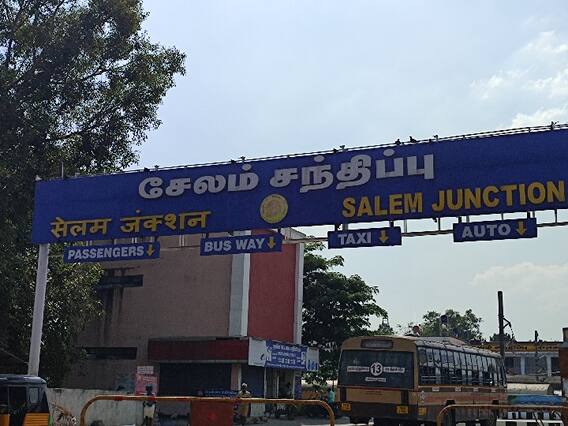 சேலம் சந்திப்பு
सेलम जंक्शन
SALEM JUNCTION
PASSENGERS
BUS WAY
TAXI
AUTO
13